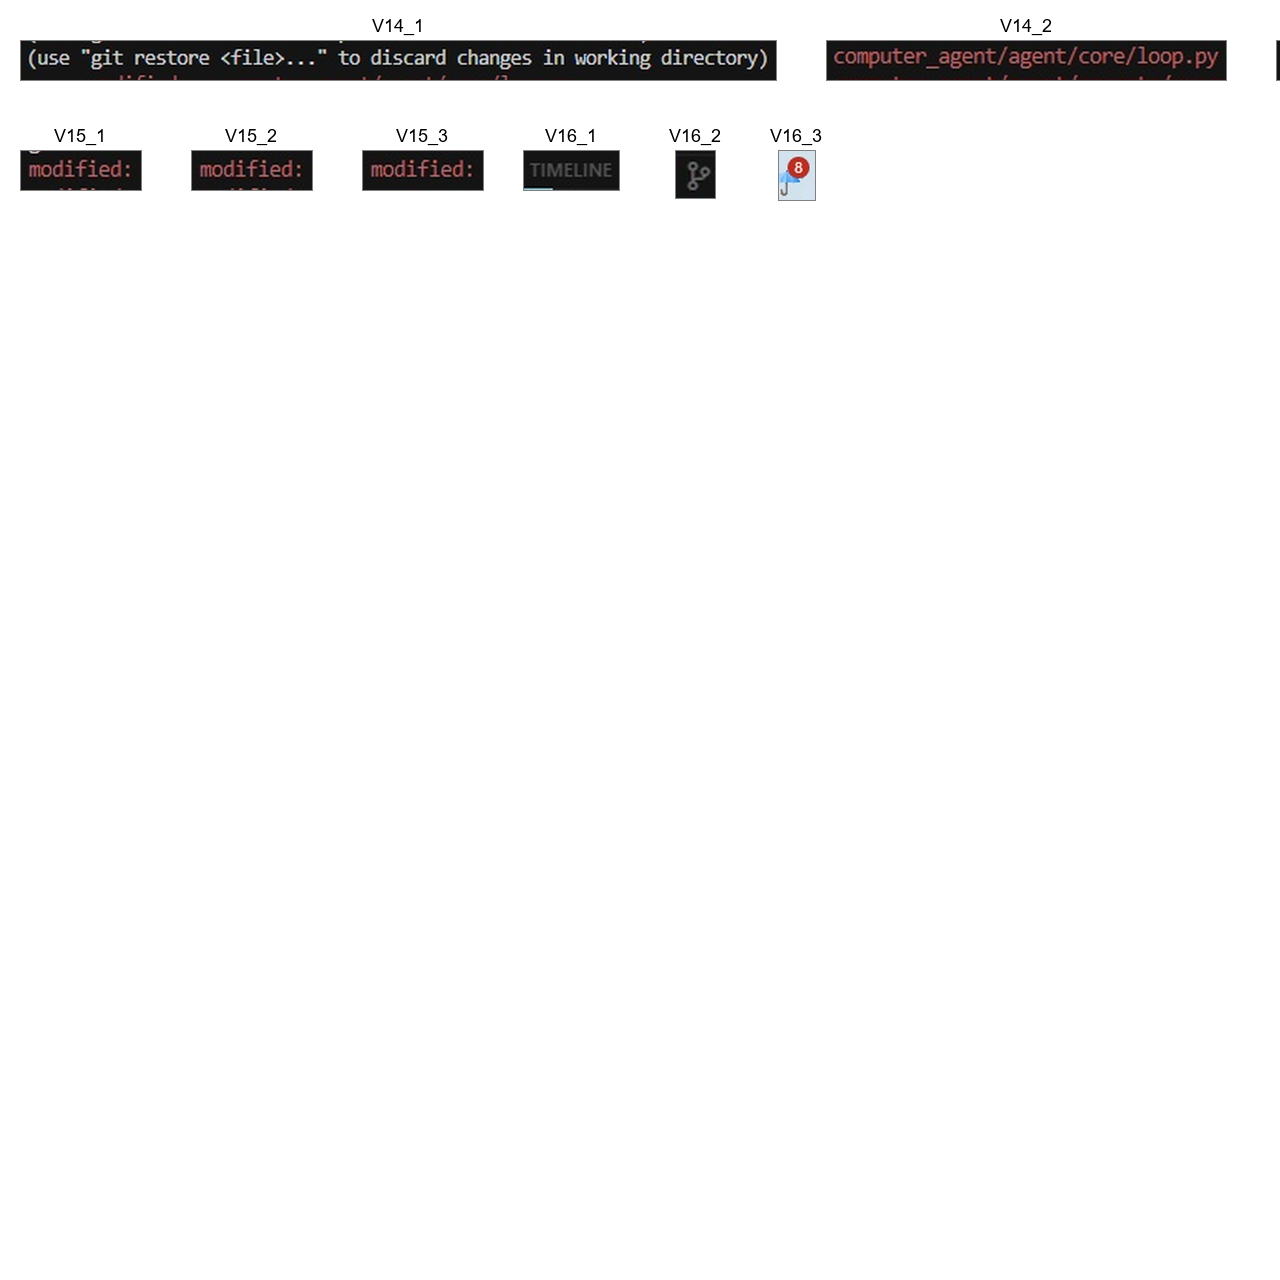 V14_1 V14_2
(use "git restore <file>..." to discard changes in working directory) computer_agent/agent/core/loop.py
V15_1 V15_2 V15_3 V16_1 V16_2 V16_3
modified: modified: modified: TIMELINE 8